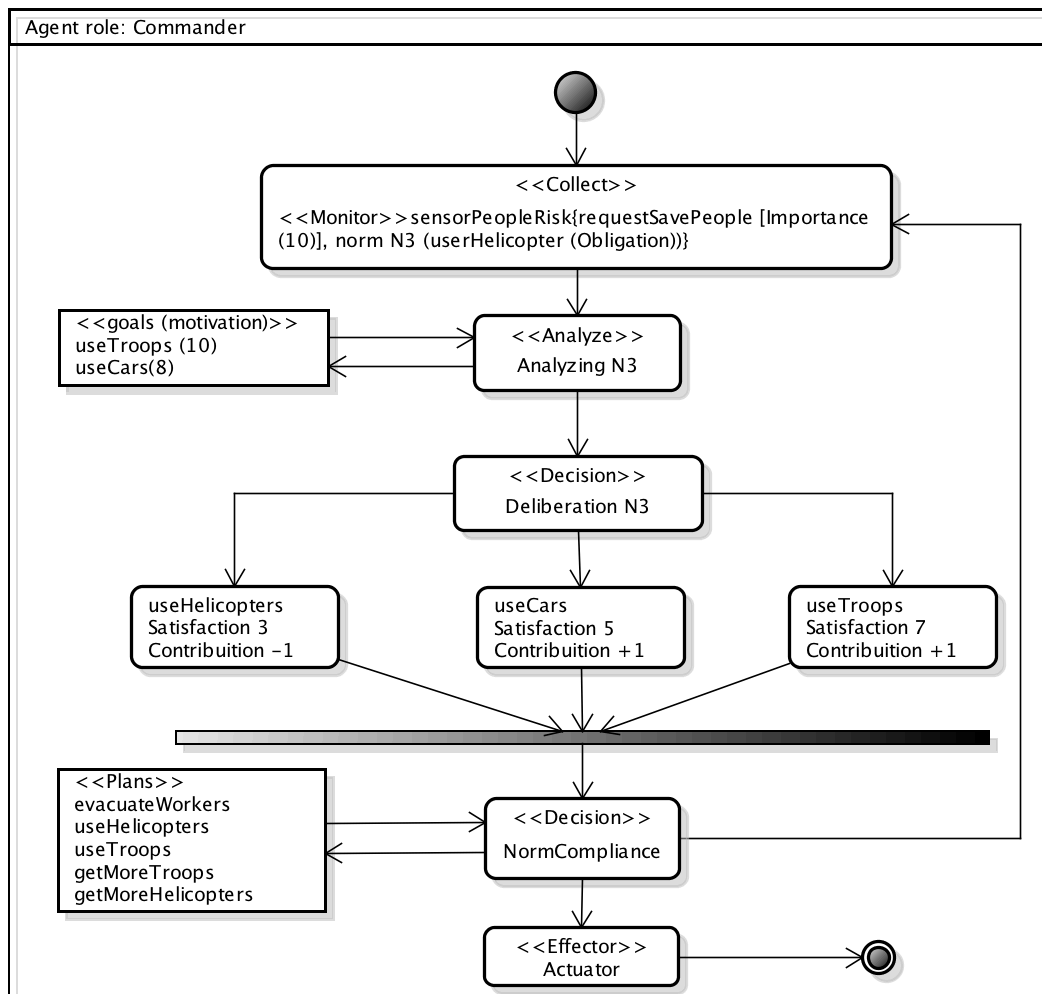 Agent role: Commander
<<Collect>>
<<Monitor>>sensorPeopleRisk{requestSavePeople [Importance
(10)], norm N3 (userHelicopter (Obligation))}
<<goals (motivation)>>
useTroops (10)
useCars(8)
<<Analyze>>
Analyzing N3
<<Decision>>
Deliberation N3
useHelicopters
Satisfaction 3
Contribuition -1
useCars
Satisfaction 5
Contribuition +1
useTroops
Satisfaction 7
Contribuition +1
<<Plans>>
evacuateWorkers
useHelicopters
useTroops
getMoreTroops
getMoreHelicopters
<<Decision>>
NormCompliance
<<Effector>>
Actuator